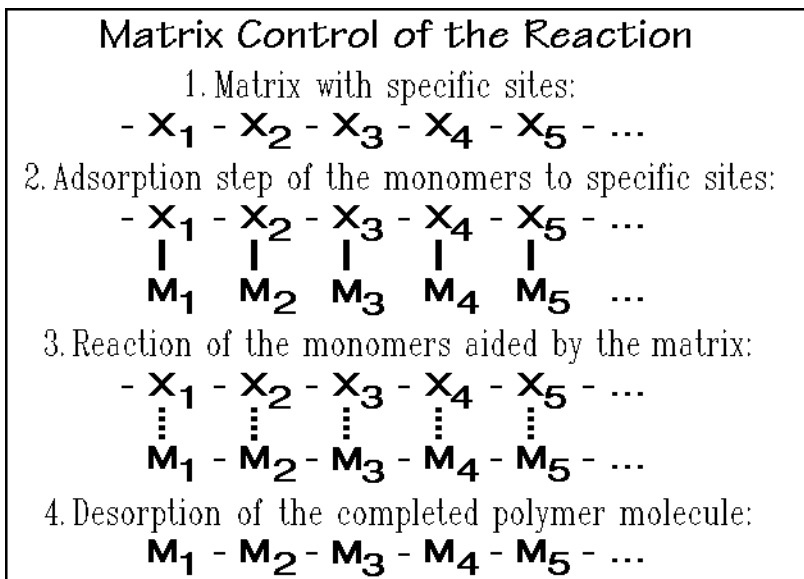 Matrix Control of the Reaction
1. Matrix with specific sites:
- X₁ - X₂ - X₃ - X₄ - X₅ - ...
2. Adsorption step of the monomers to specific sites:
- X₁ - X₂ - X₃ - X₄ - X₅ - ...
M₁ M₂ M₃ M₄ M₅ ...
3. Reaction of the monomers aided by the matrix:
- X₁ - X₂ - X₃ - X₄ - X₅ - ...
M₁ - M₂ - M₃ - M₄ - M₅ - ...
4. Desorption of the completed polymer molecule:
M₁ - M₂ - M₃ - M₄ - M₅ - ...